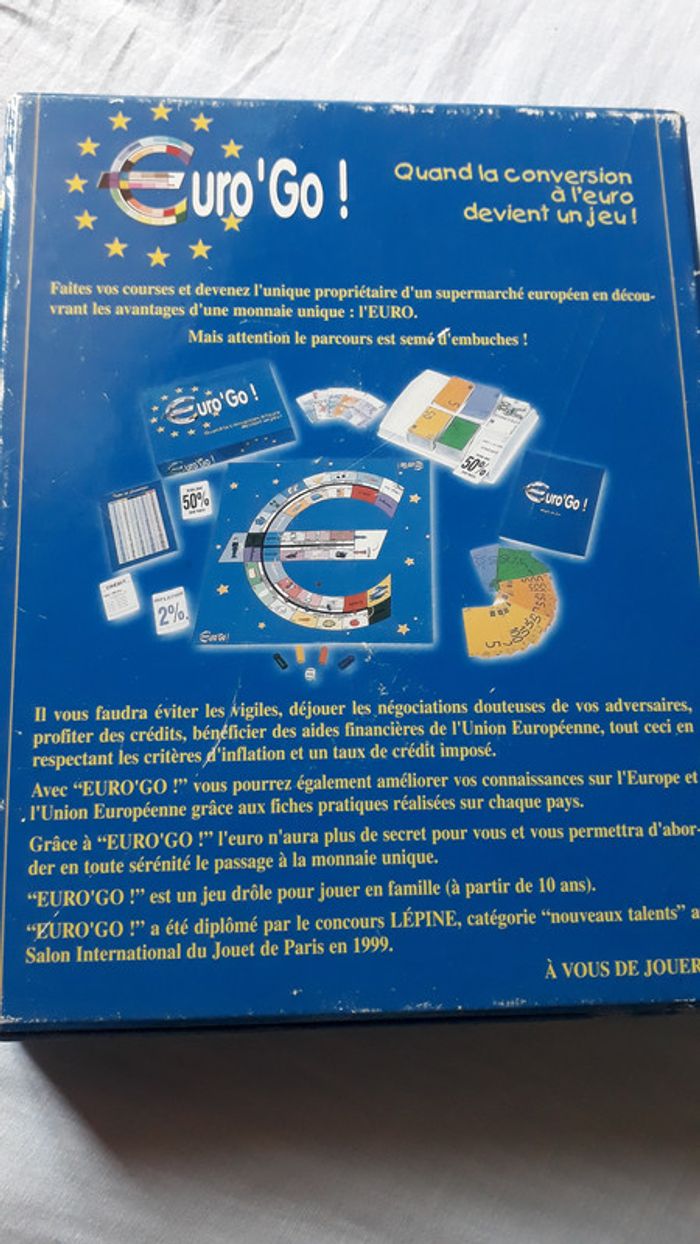 Euro'Go !
Quand la conversion
à l'euro
devient un jeu !
Faites vos courses et devenez l'unique propriétaire d'un supermarché européen en décou-
vrant les avantages d'une monnaie unique : l'EURO.
Mais attention le parcours est semé d'embuches !
Euro'Go !
50%
50%
Euro'Go !
CRÉDIT
INFLATION
2%.
Euro'Go !
5
Il vous faudra éviter les vigiles, déjouer les négociations douteuses de vos adversaires,
profiter des crédits, bénéficier des aides financières de l'Union Européenne, tout ceci en
respectant les critères d'inflation et un taux de crédit imposé.
Avec “EURO'GO !” vous pourrez également améliorer vos connaissances sur l'Europe et
l'Union Européenne grâce aux fiches pratiques réalisées sur chaque pays.
Grâce à “EURO'GO !” l'euro n'aura plus de secret pour vous et vous permettra d'abor-
der en toute sérénité le passage à la monnaie unique.
“EURO'GO !” est un jeu drôle pour jouer en famille (à partir de 10 ans).
“EURO'GO !” a été diplômé par le concours LÉPINE, catégorie “nouveaux talents” a
Salon International du Jouet de Paris en 1999.
À VOUS DE JOUER